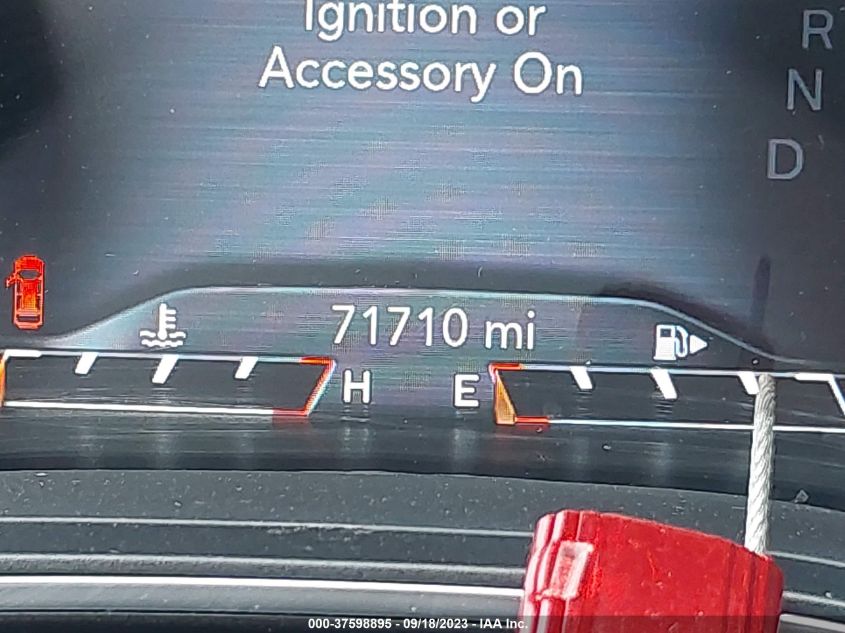 Ignition or
Accessory On
R
N
D
71710 mi
H E
000-37598895 - 09/18/2023 - IAA Inc.